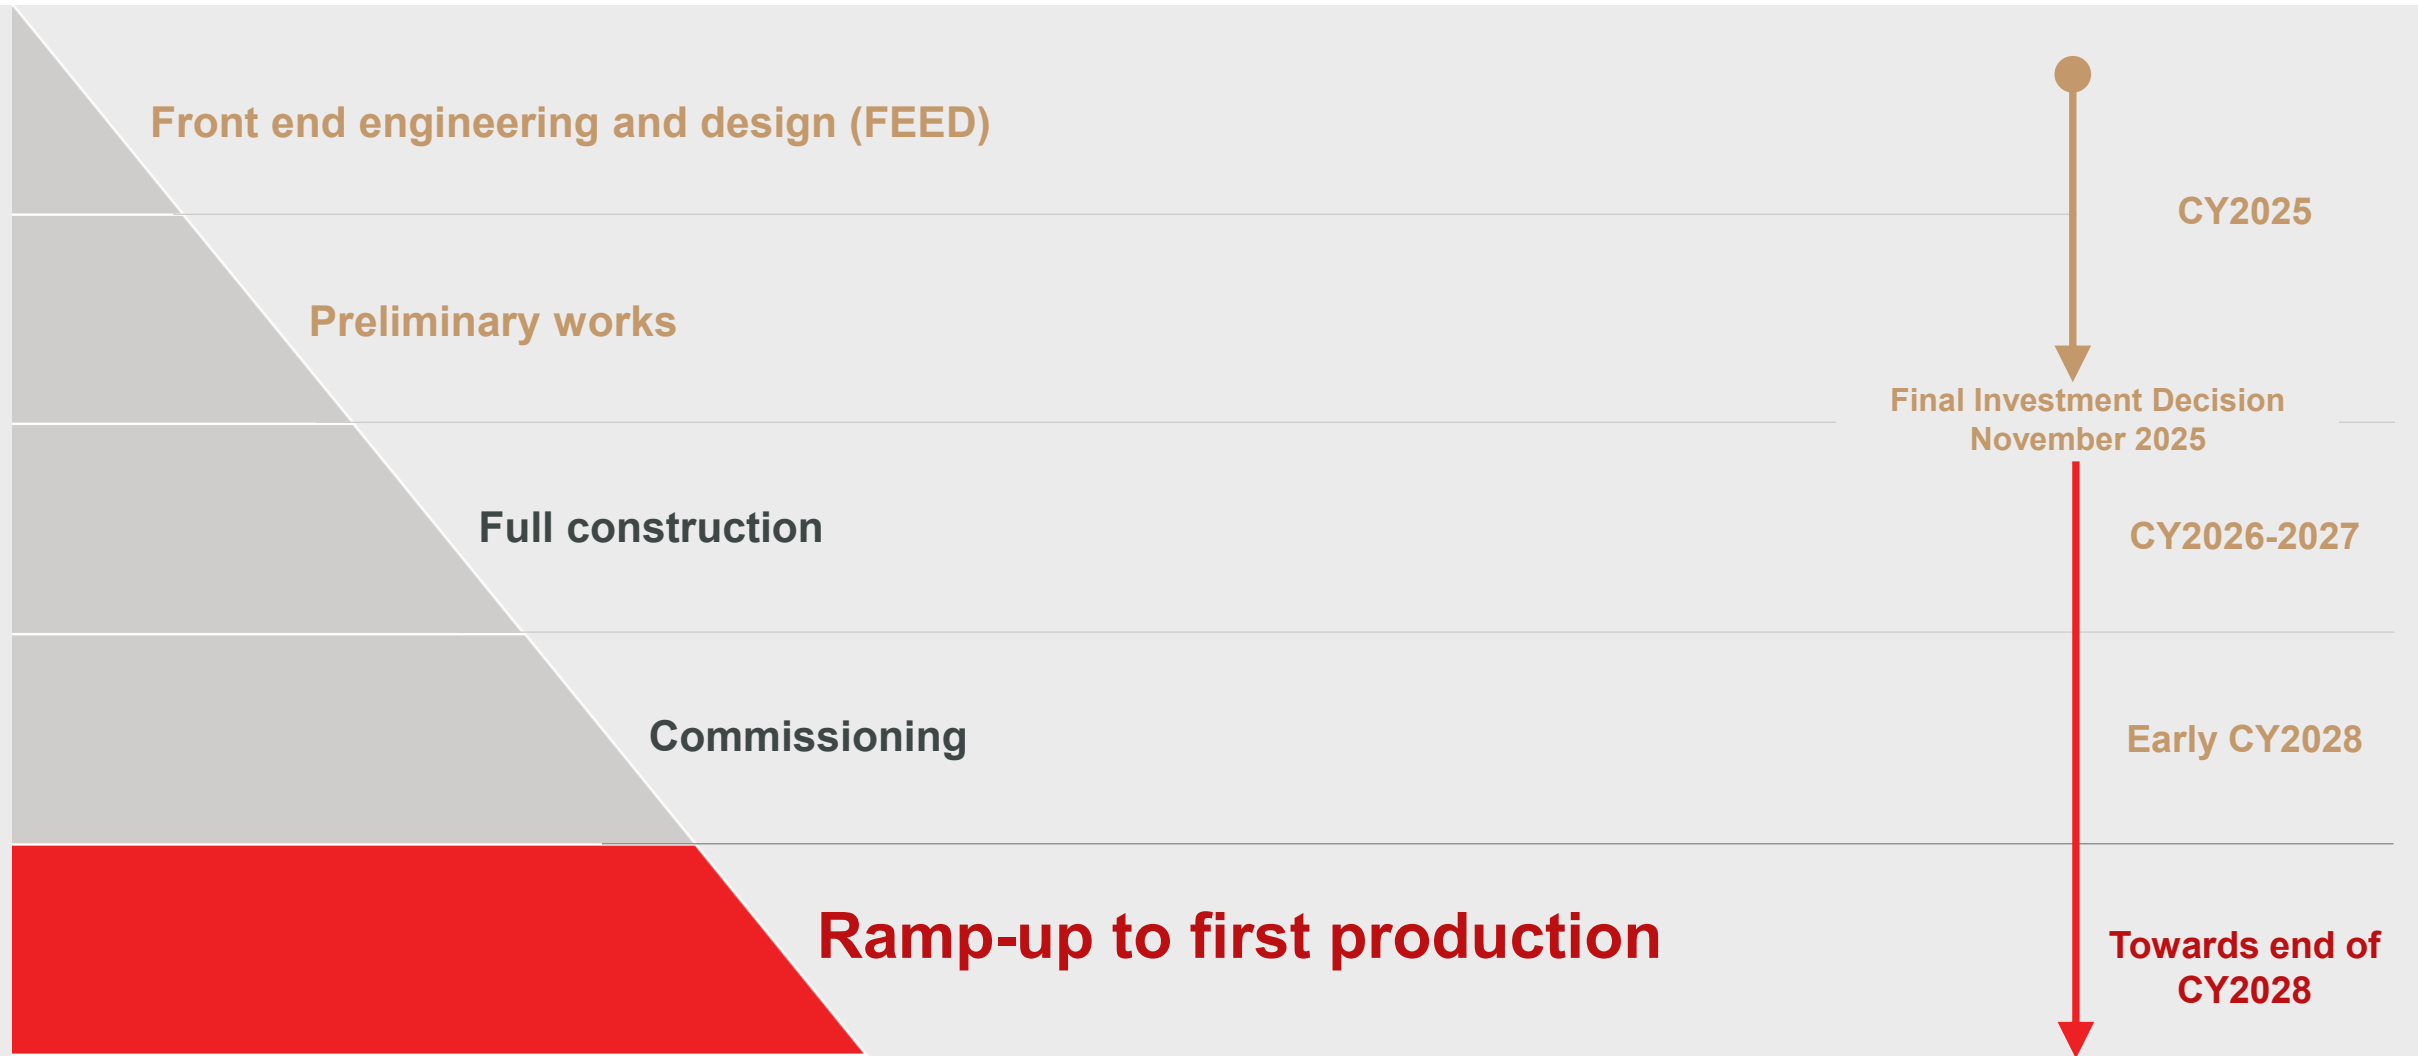 Front end engineering and design (FEED)
CY2025
Preliminary works
Final Investment Decision
November 2025
Full construction
CY2026-2027
Commissioning
Early CY2028
Ramp-up to first production
Towards end of
CY2028